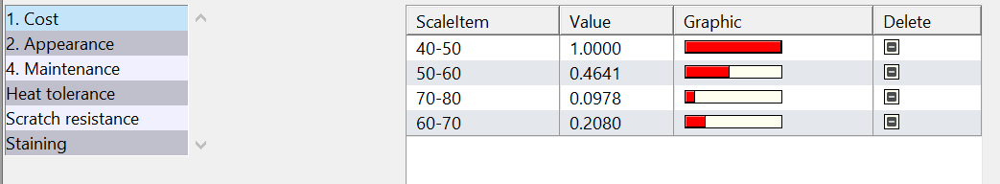 1. Cost
2. Appearance
4. Maintenance
Heat tolerance
Scratch resistance
Staining
ScaleItem Value Graphic Delete
40-50 1.0000
50-60 0.4641
70-80 0.0978
60-70 0.2080